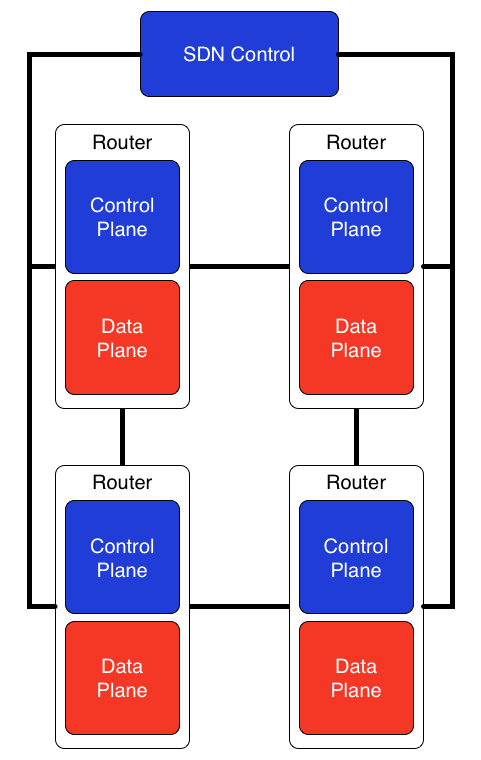 SDN Control
Router
Control
Plane
Data
Plane
Router
Control
Plane
Data
Plane
Router
Control
Plane
Data
Plane
Router
Control
Plane
Data
Plane